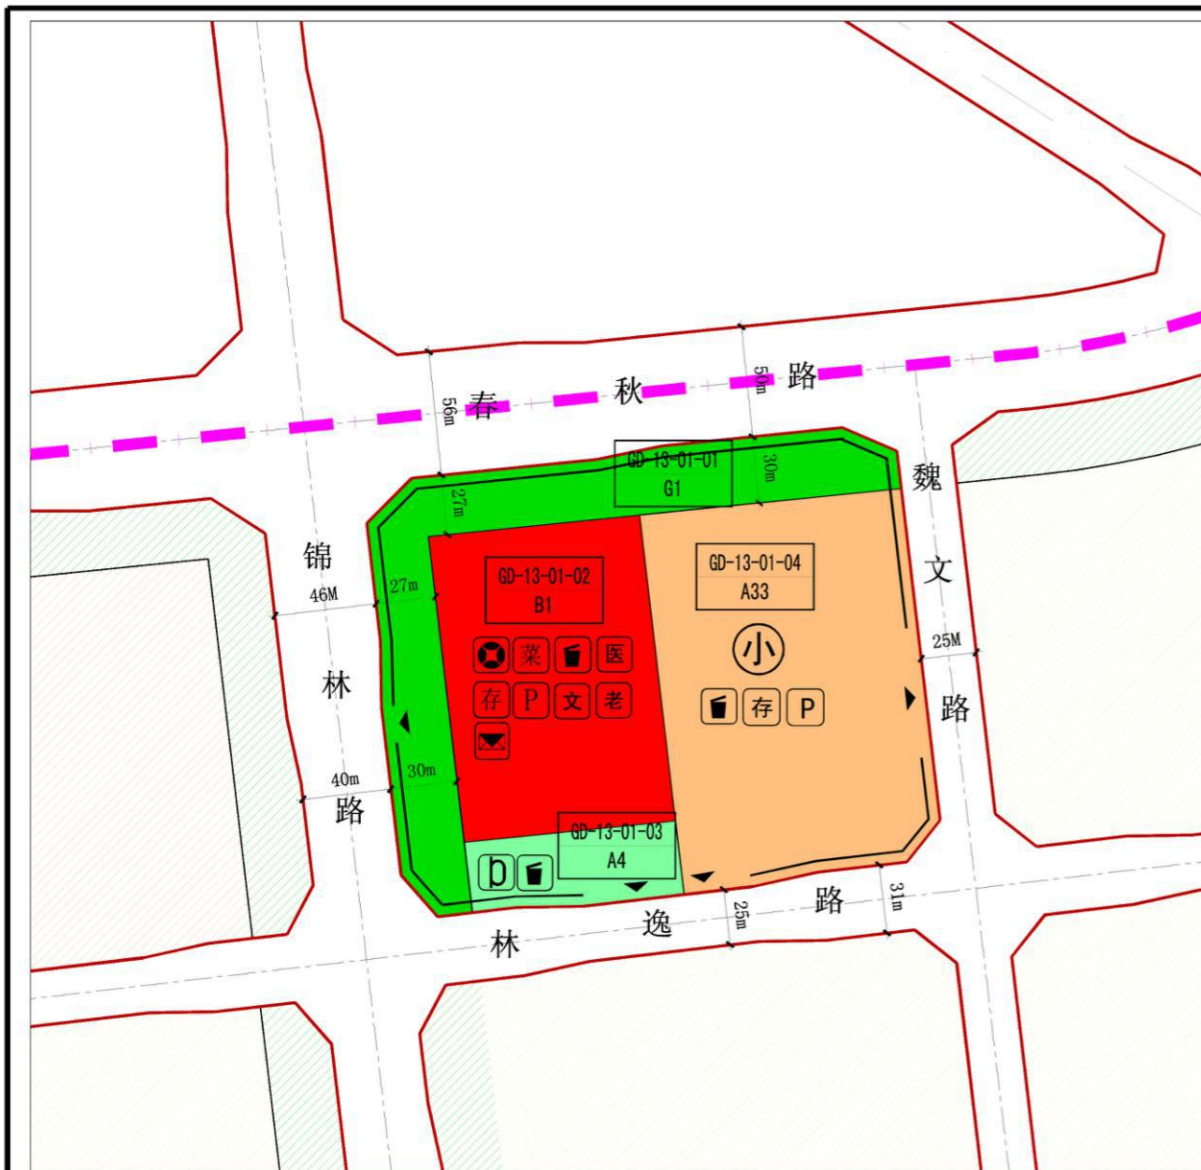 春秋路
56m
50m
GD-13-01-01
G1
27m
30m
魏文路
锦林路
46M
27m
GD-13-01-02
B1
GD-13-01-04
A33
菜
医
存
P
文
老
小
存
P
25M
40m
30m
GD-13-01-03
A4
林逸路
25m
31m